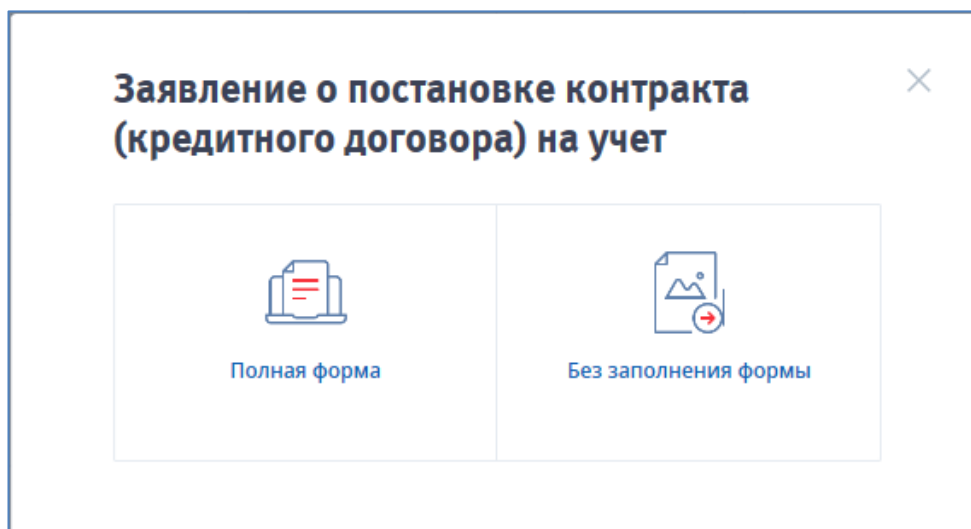 Заявление о постановке контракта
(кредитного договора) на учет
Полная форма
Без заполнения формы